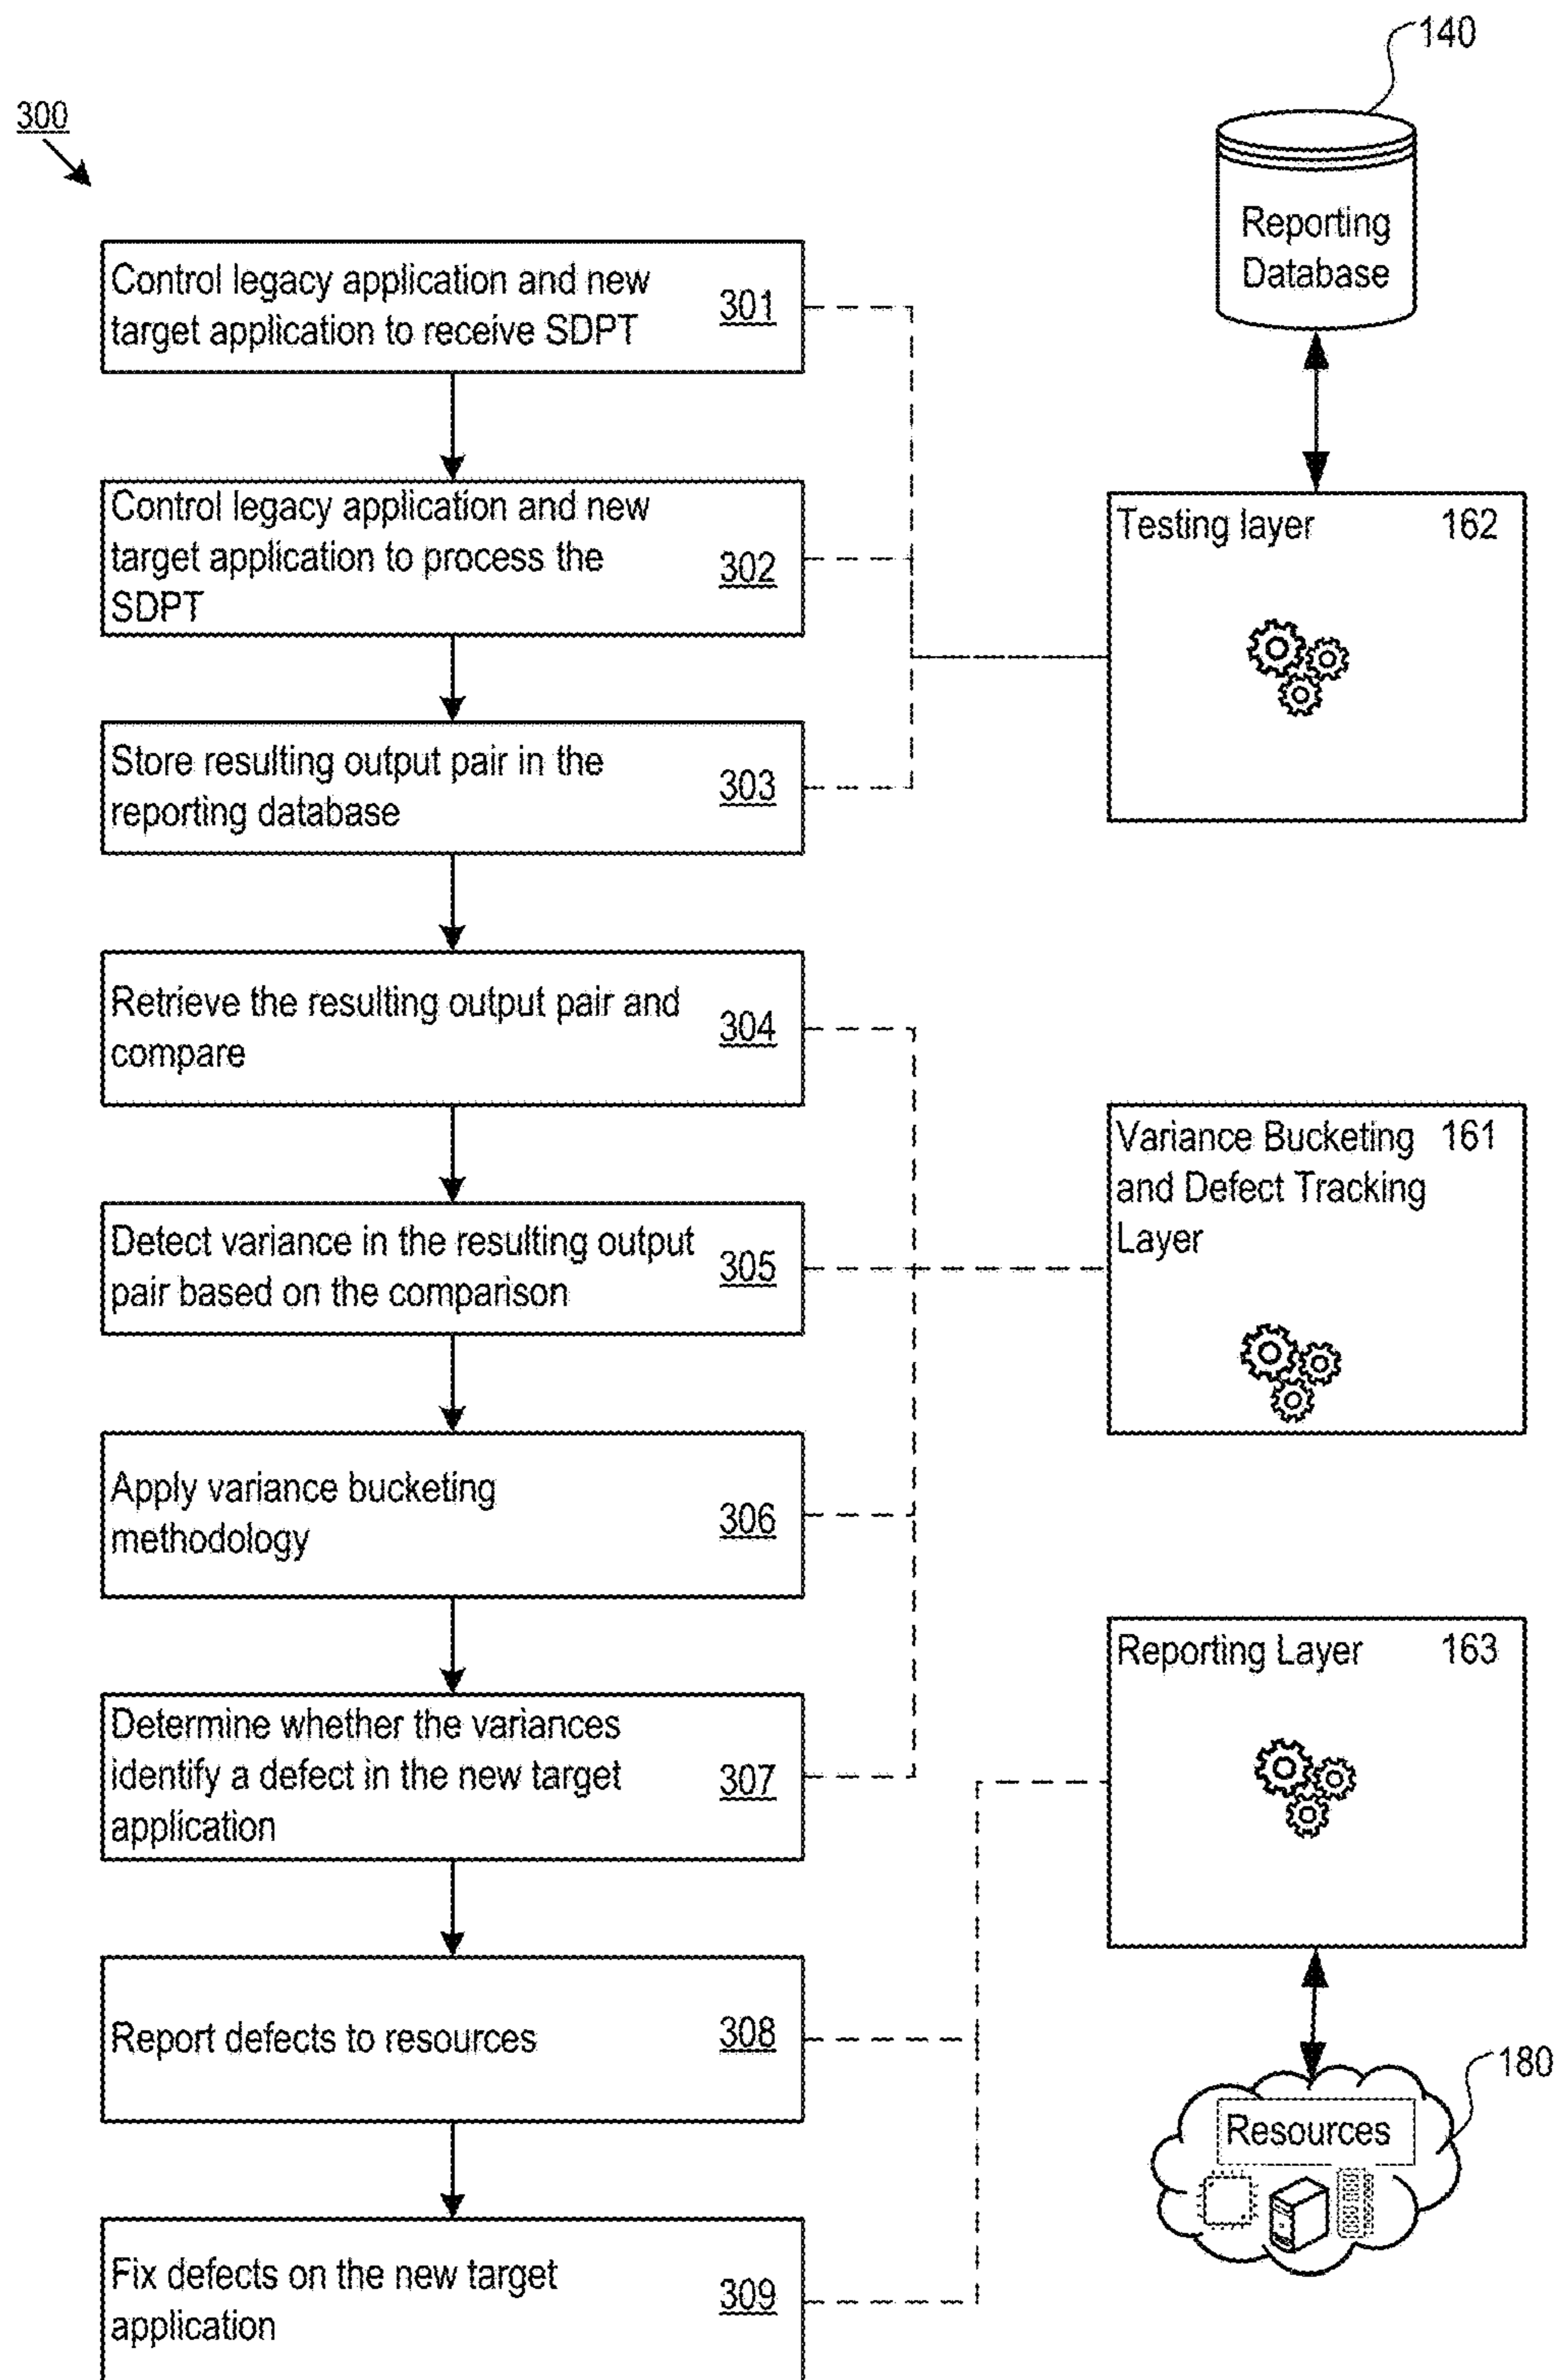 140
300
Reporting
Database
Control legacy application and new
target application to receive SDPT
301
Control legacy application and new
target application to process the
SDPT
302
Testing layer 162
Store resulting output pair in the
reporting database
303
Retrieve the resulting output pair and
compare
304
Variance Bucketing 161
and Defect Tracking
Layer
Detect variance in the resulting output
pair based on the comparison
305
Apply variance bucketing
methodology
306
Reporting Layer 163
Determine whether the variances
identify a defect in the new target
application
307
Report defects to resources
308
180
Resources
Fix defects on the new target
application
309